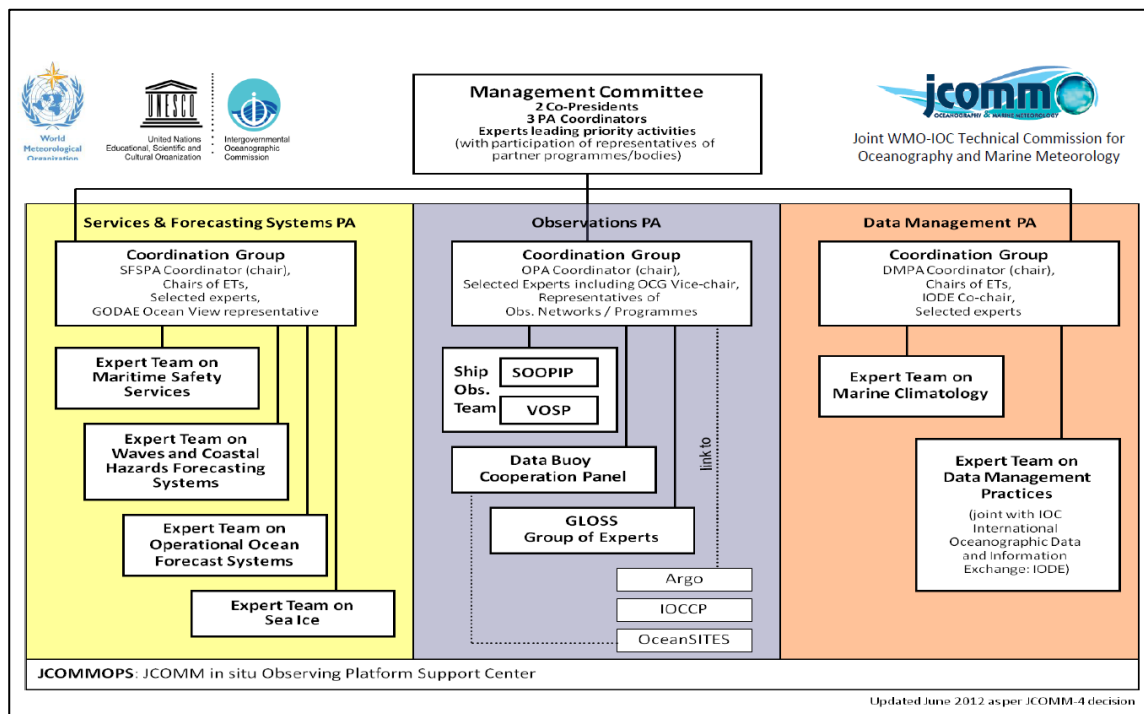 World
Meteorological
Organization
UNESCO
United Nations
Educational, Scientific and
Cultural Organization
Intergovernmental
Oceanographic
Commission
Management Committee
2 Co-Presidents
3 PA Coordinators
Experts leading priority activities
(with participation of representatives of
partner programmes/bodies)
jcomm
OCEANOGRAPHY & MARINE METEOROLOGY
Joint WMO-IOC Technical Commission for
Oceanography and Marine Meteorology
Services & Forecasting Systems PA
Coordination Group
SFSPA Coordinator (chair),
Chairs of ETs,
Selected experts,
GODAE Ocean View representative
Expert Team on
Maritime Safety
Services
Expert Team on
Waves and Coastal
Hazards Forecasting
Systems
Expert Team on
Operational Ocean
Forecast Systems
Expert Team on
Sea Ice
Observations PA
Coordination Group
OPA Coordinator (chair),
Selected Experts including OCG Vice-chair,
Representatives of
Obs. Networks / Programmes
Ship
Obs.
Team
SOOPIP
VOSP
Data Buoy
Cooperation Panel
GLOSS
Group of Experts
link to
Argo
IOCCP
OceanSITES
Data Management PA
Coordination Group
DMPA Coordinator (chair),
Chairs of ETs,
IODE Co-chair,
Selected experts
Expert Team on
Marine Climatology
Expert Team on
Data Management
Practices
(joint with IOC
International
Oceanographic Data
and Information
Exchange: IODE)
JCOMMOPS: JCOMM in situ Observing Platform Support Center
Updated June 2012 as per JCOMM-4 decision